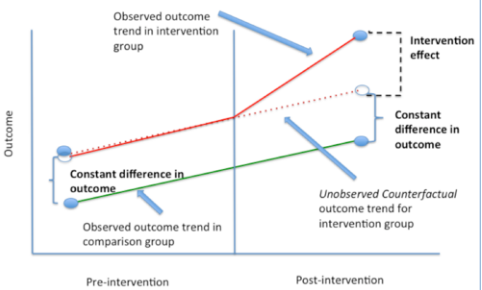 Observed outcome
trend in intervention
group
Intervention
effect
Outcome
Constant
difference in
outcome
Constant difference in
outcome
Unobserved Counterfactual
outcome trend for
intervention group
Observed outcome trend in
comparison group
Pre-intervention
Post-intervention